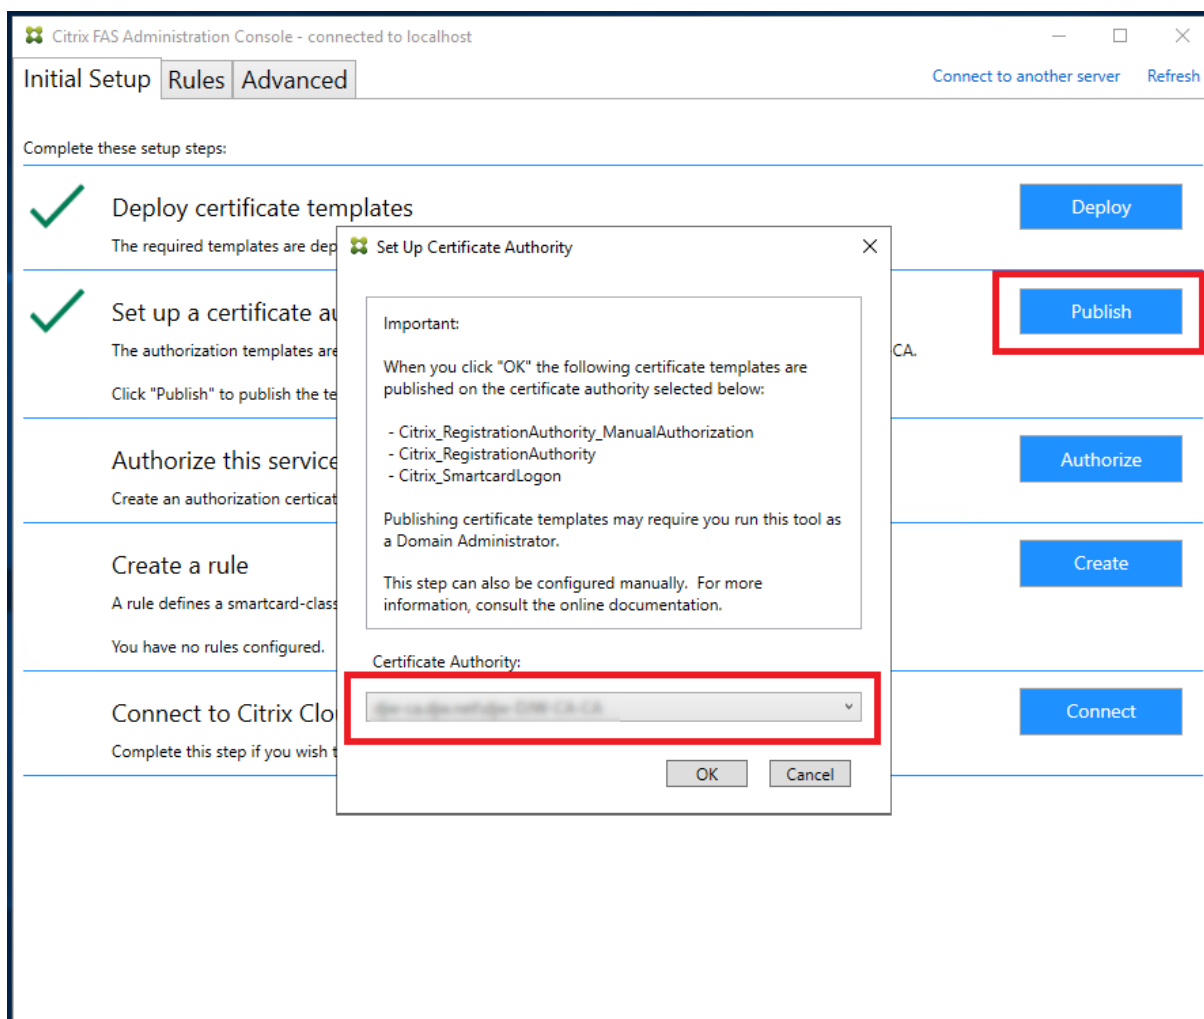 Citrix FAS Administration Console - connected to localhost
Initial Setup Rules Advanced
Connect to another server Refresh
Complete these setup steps:
Deploy certificate templates
Deploy
The required templates are dep
Set up a certificate au
Publish
The authorization templates are
CA.
Click "Publish" to publish the te
Authorize this service
Authorize
Create an authorization certicat
Create a rule
Create
A rule defines a smartcard-class
You have no rules configured.
Connect to Citrix Clo
Connect
Complete this step if you wish t
Set Up Certificate Authority
Important:
When you click "OK" the following certificate templates are
published on the certificate authority selected below:
- Citrix_RegistrationAuthority_ManualAuthorization
- Citrix_RegistrationAuthority
- Citrix_SmartcardLogon
Publishing certificate templates may require you run this tool as
a Domain Administrator.
This step can also be configured manually. For more
information, consult the online documentation.
Certificate Authority:
OK Cancel